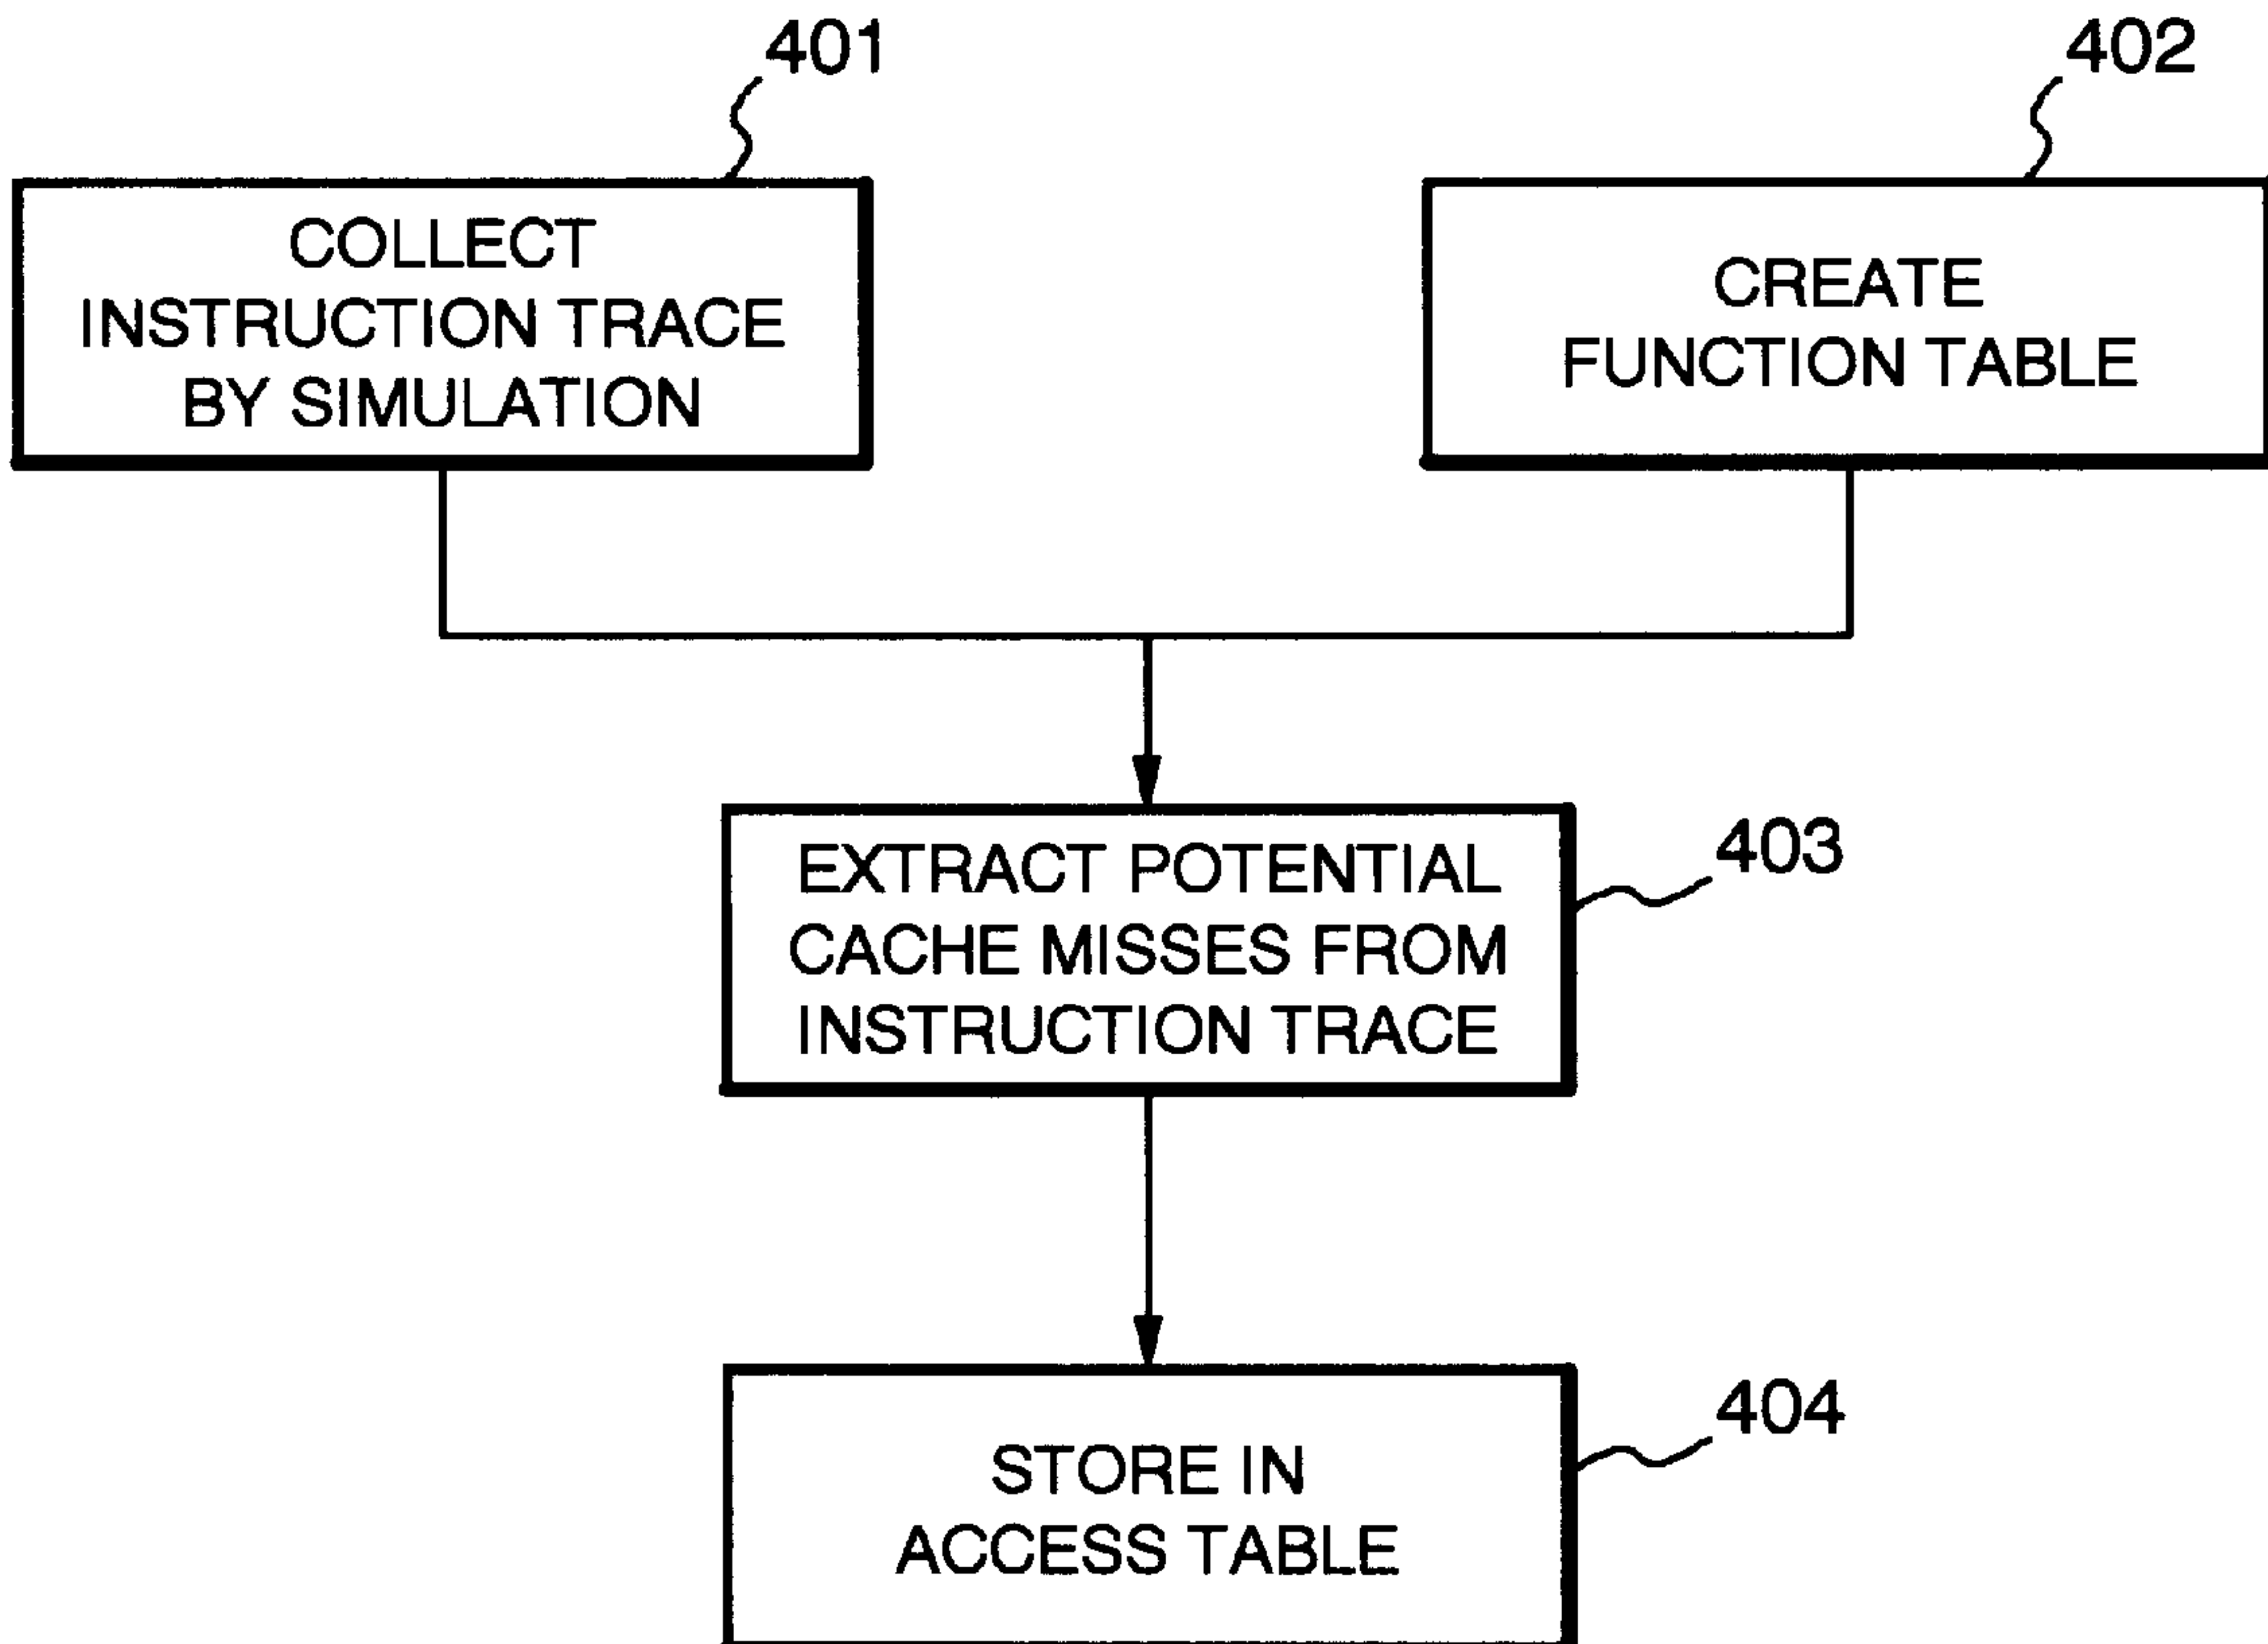 401
COLLECT
INSTRUCTION TRACE
BY SIMULATION
402
CREATE
FUNCTION TABLE
403
EXTRACT POTENTIAL
CACHE MISSES FROM
INSTRUCTION TRACE
404
STORE IN
ACCESS TABLE